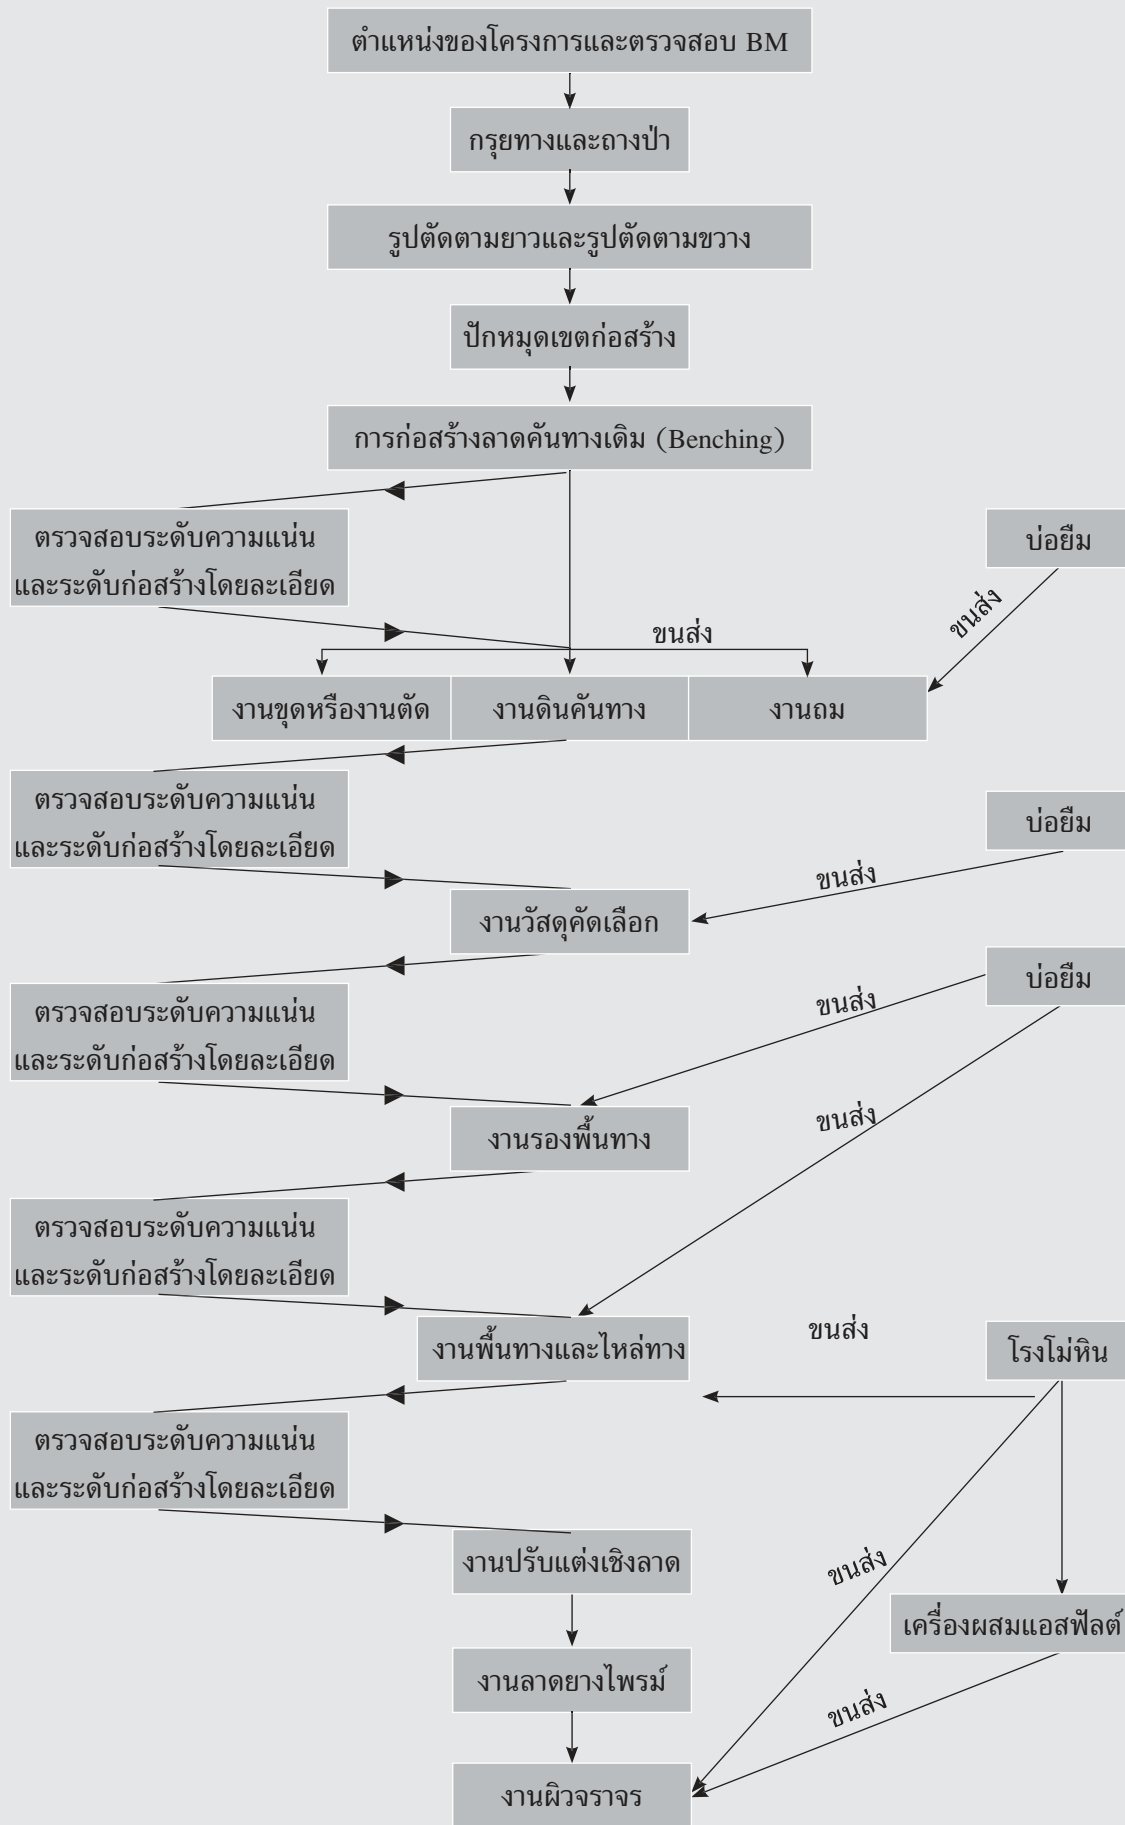 ตำแหน่งของโครงการและตรวจสอบ BM
กรุยทางและถางป่า
รูปตัดตามยาวและรูปตัดตามขวาง
ปักหมุดเขตก่อสร้าง
การก่อสร้างลาดคันทางเดิม (Benching)
ตรวจสอบระดับความแน่น
และระดับก่อสร้างโดยละเอียด
บ่อยืม
ขนส่ง
ขนส่ง
งานขุดหรืองานตัด
งานดินคันทาง
งานถม
ตรวจสอบระดับความแน่น
และระดับก่อสร้างโดยละเอียด
บ่อยืม
ขนส่ง
งานวัสดุคัดเลือก
บ่อยืม
ขนส่ง
ตรวจสอบระดับความแน่น
และระดับก่อสร้างโดยละเอียด
ขนส่ง
งานรองพื้นทาง
ตรวจสอบระดับความแน่น
และระดับก่อสร้างโดยละเอียด
ขนส่ง
งานพื้นทางและไหล่ทาง
โรงโม่หิน
ตรวจสอบระดับความแน่น
และระดับก่อสร้างโดยละเอียด
งานปรับแต่งเชิงลาด
ขนส่ง
เครื่องผสมแอสฟัลต์
งานลาดยางไพรม์
ขนส่ง
งานผิวจราจร